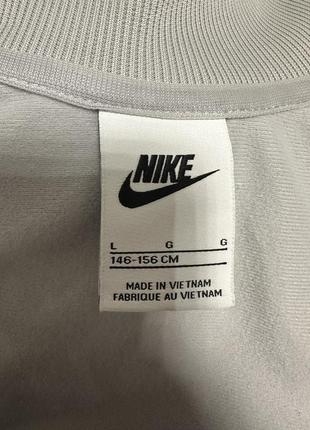 NIKE
L G G
146-156 CM
MADE IN VIETNAM
FABRIQUE AU VIETNAM